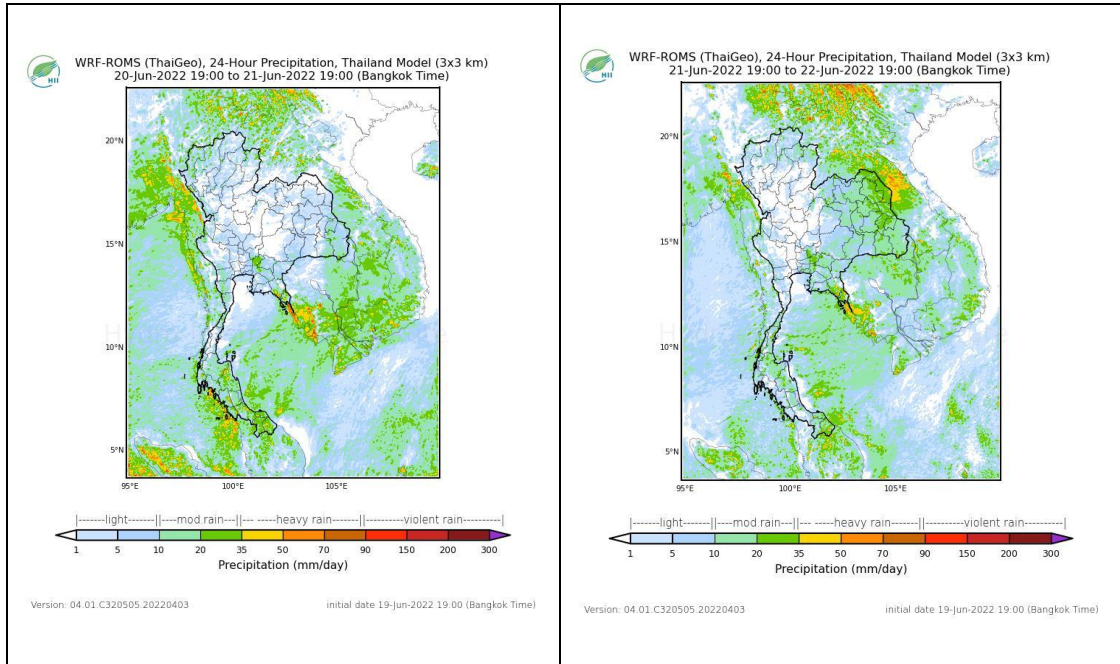 HII
WRF-ROMS (ThaiGeo), 24-Hour Precipitation, Thailand Model (3x3 km)
20-Jun-2022 19:00 to 21-Jun-2022 19:00 (Bangkok Time)
20°N
15°N
10°N
5°N
95°E 100°E 105°E
|-------light-------||----mod.rain---||--- -----heavy rain-------||-----------violent rain-----------|
1 5 10 20 35 50 70 90 150 200 300
Precipitation (mm/day)
Version: 04.01.C320505.20220403 initial date 19-Jun-2022 19:00 (Bangkok Time)
HII
WRF-ROMS (ThaiGeo), 24-Hour Precipitation, Thailand Model (3x3 km)
21-Jun-2022 19:00 to 22-Jun-2022 19:00 (Bangkok Time)
20°N
15°N
10°N
5°N
95°E 100°E 105°E
|-------light-------||----mod.rain---||--- -----heavy rain-------||-----------violent rain-----------|
1 5 10 20 35 50 70 90 150 200 300
Precipitation (mm/day)
Version: 04.01.C320505.20220403 initial date 19-Jun-2022 19:00 (Bangkok Time)